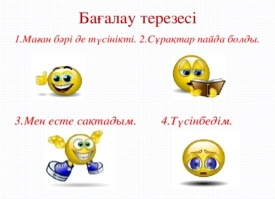 Бағалау терезесі
1.Маған бәрі де түсінікті. 2.Сұрақтар пайда болды.
3.Мен есте сақтадым. 4.Түсінбедім.